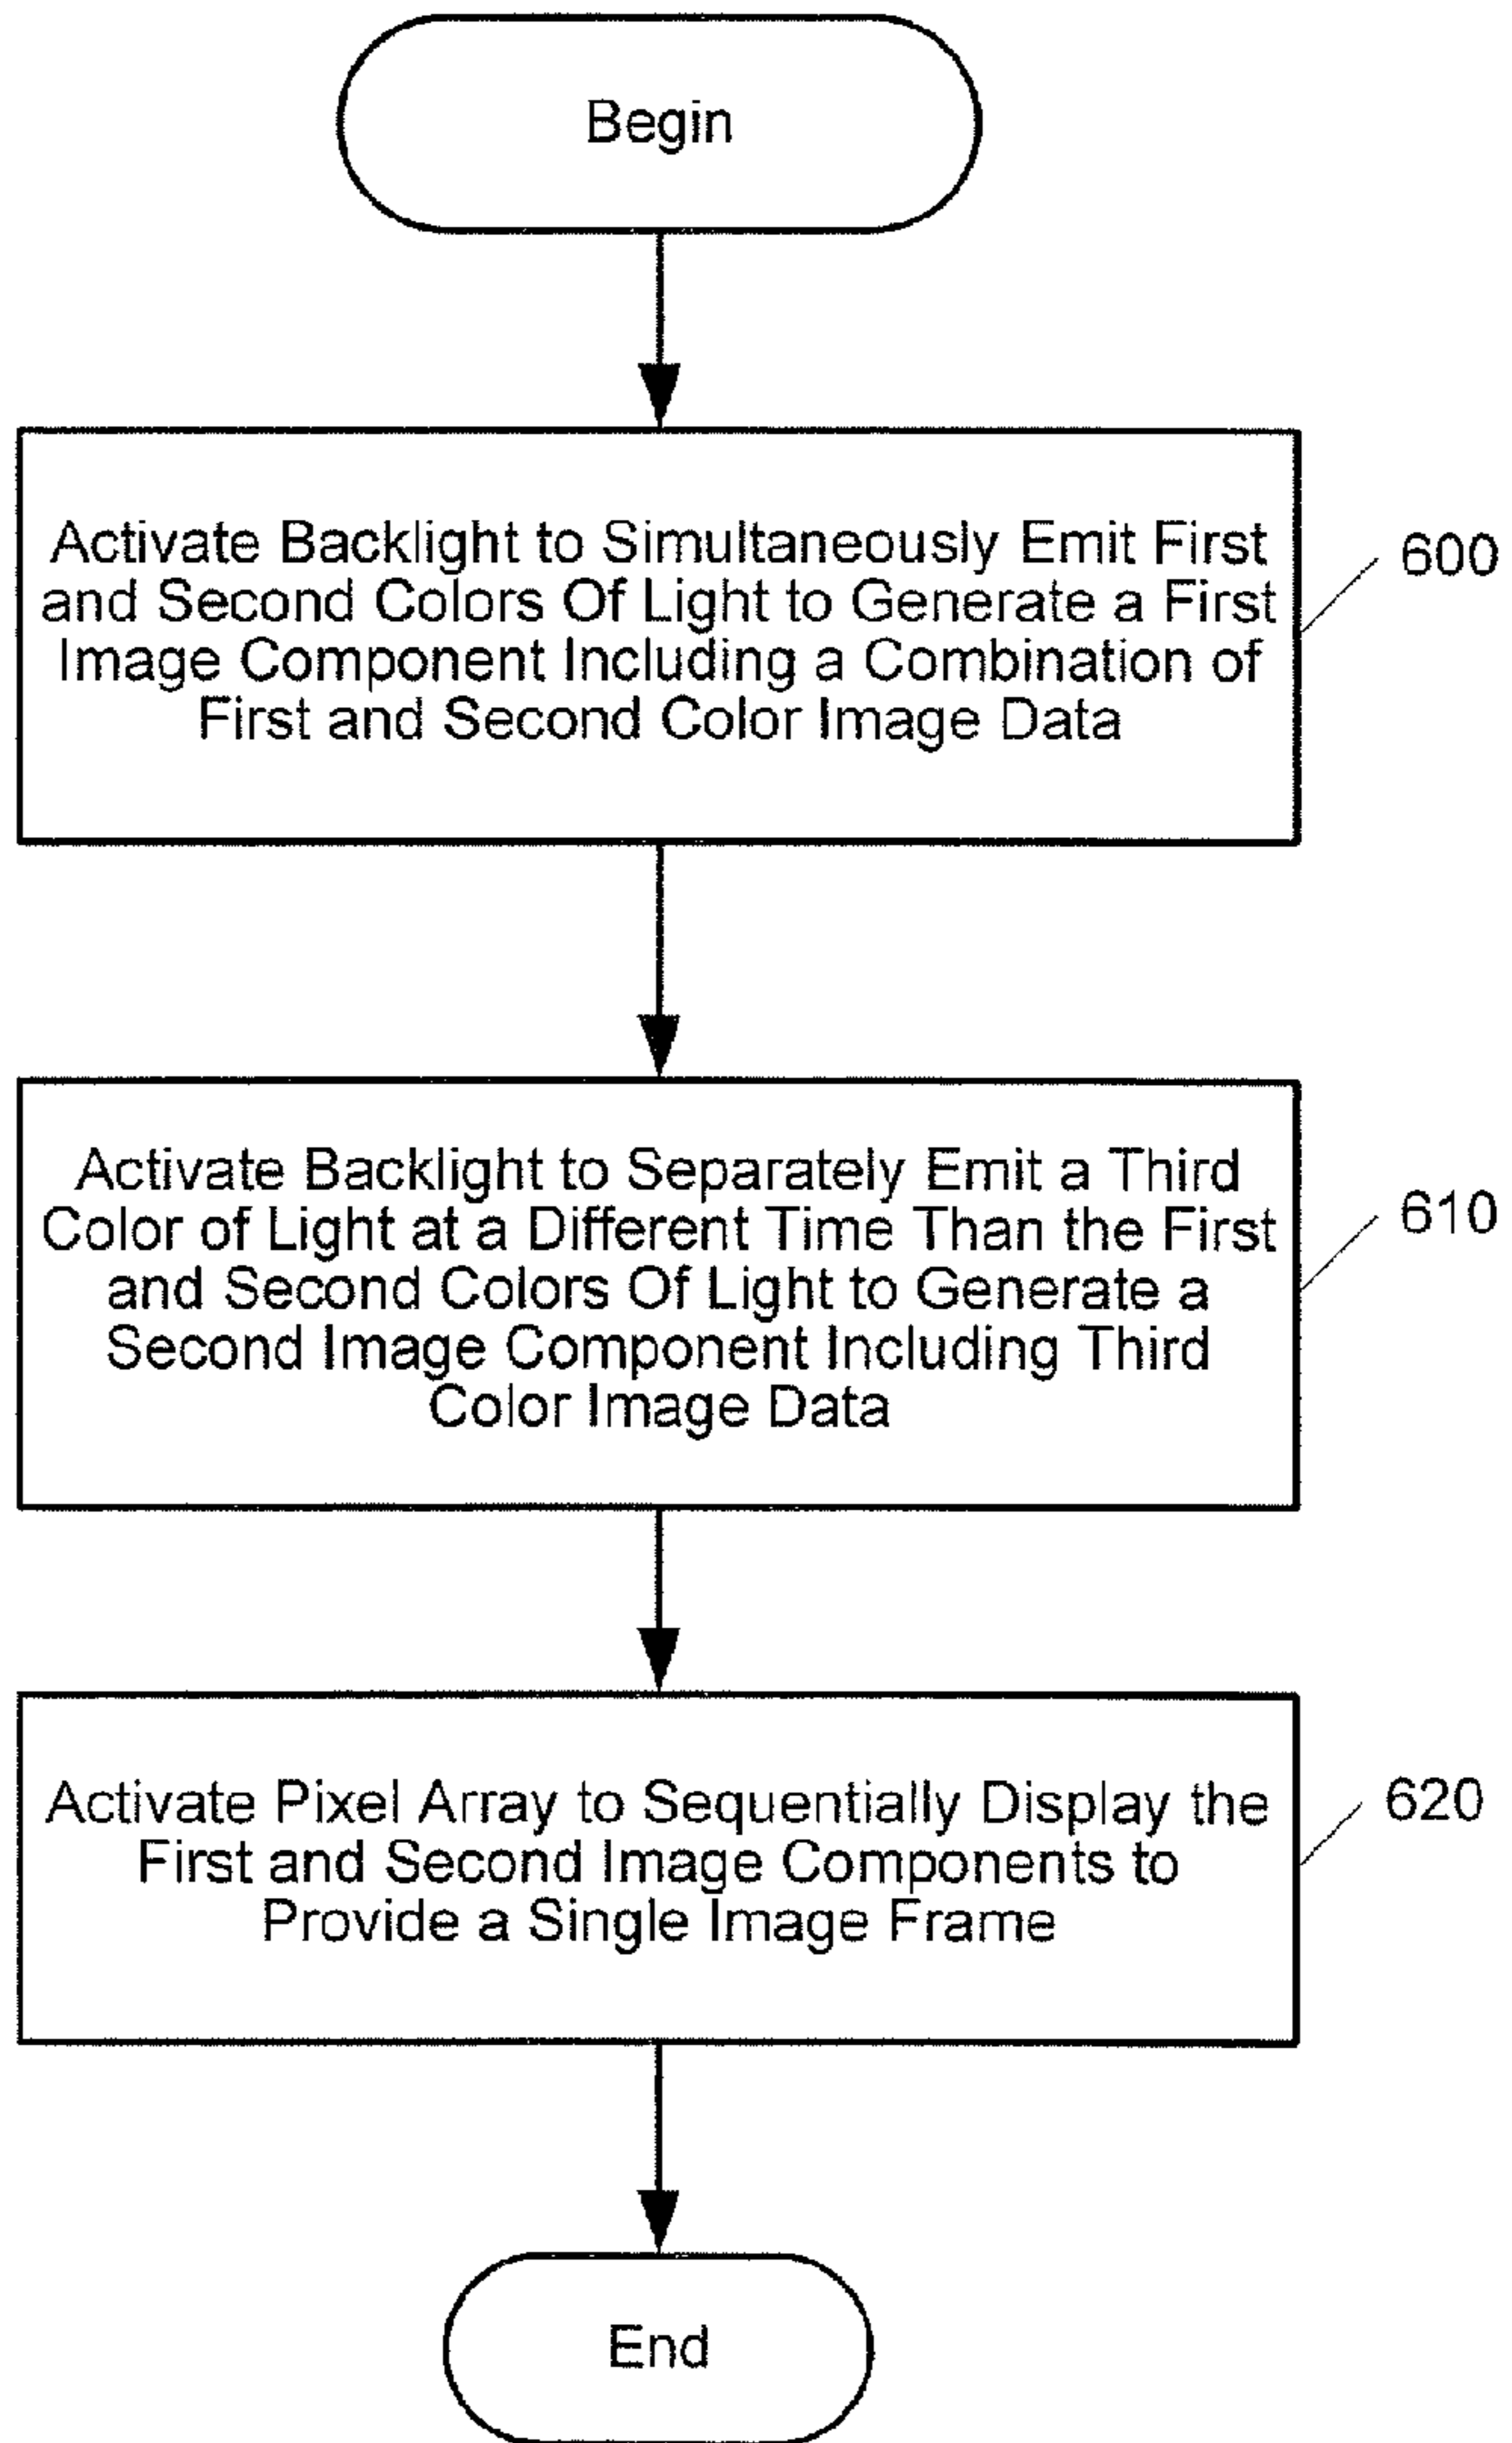 Begin
Activate Backlight to Simultaneously Emit First
and Second Colors Of Light to Generate a First
Image Component Including a Combination of
First and Second Color Image Data
600
Activate Backlight to Separately Emit a Third
Color of Light at a Different Time Than the First
and Second Colors Of Light to Generate a
Second Image Component Including Third
Color Image Data
610
Activate Pixel Array to Sequentially Display the
First and Second Image Components to
Provide a Single Image Frame
620
End